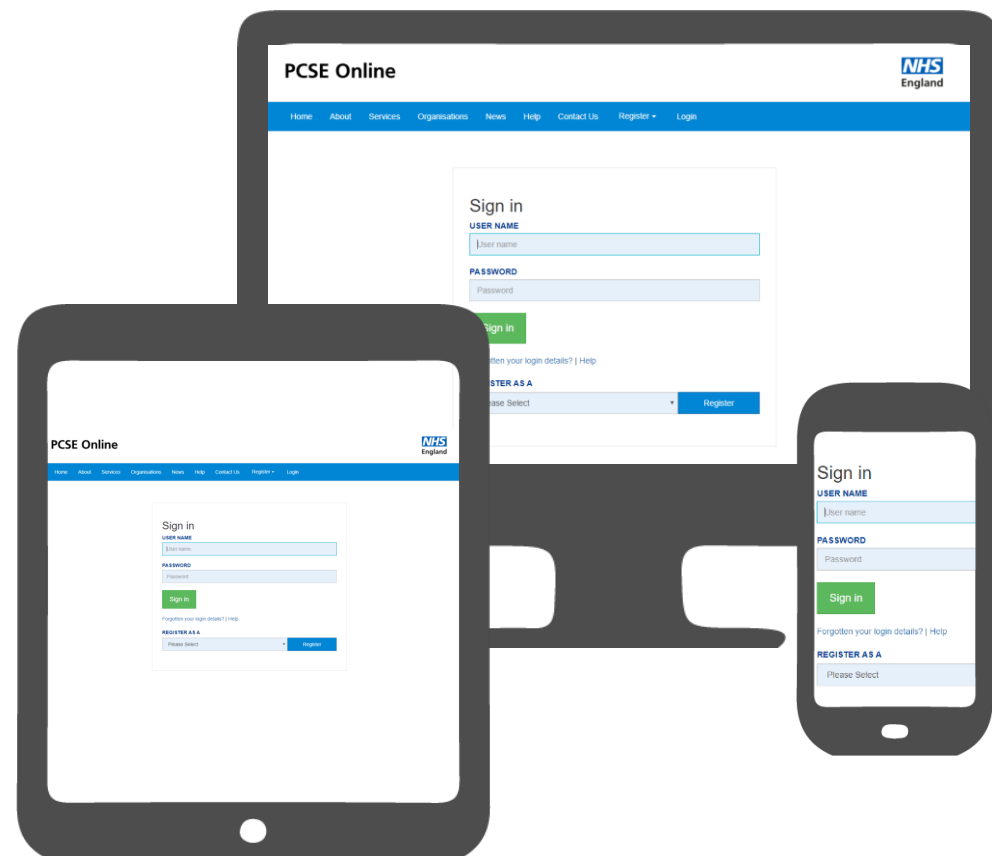 PCSE Online
NHS
England
Home About Services Organisations News Help Contact Us Register Login
Sign in
USER NAME
User name
PASSWORD
Password
Sign in
otten your login details? | Help
STER AS A
ease Select Register
PCSE Online
NHS
England
Home About Services Organisations News Help Contact Us Register Login
Sign in
USER NAME
User name
PASSWORD
Password
Sign in
Forgotten your login details? | Help
REGISTER AS A
Please Select Register
Sign in
USER NAME
User name
PASSWORD
Password
Sign in
Forgotten your login details? | Help
REGISTER AS A
Please Select